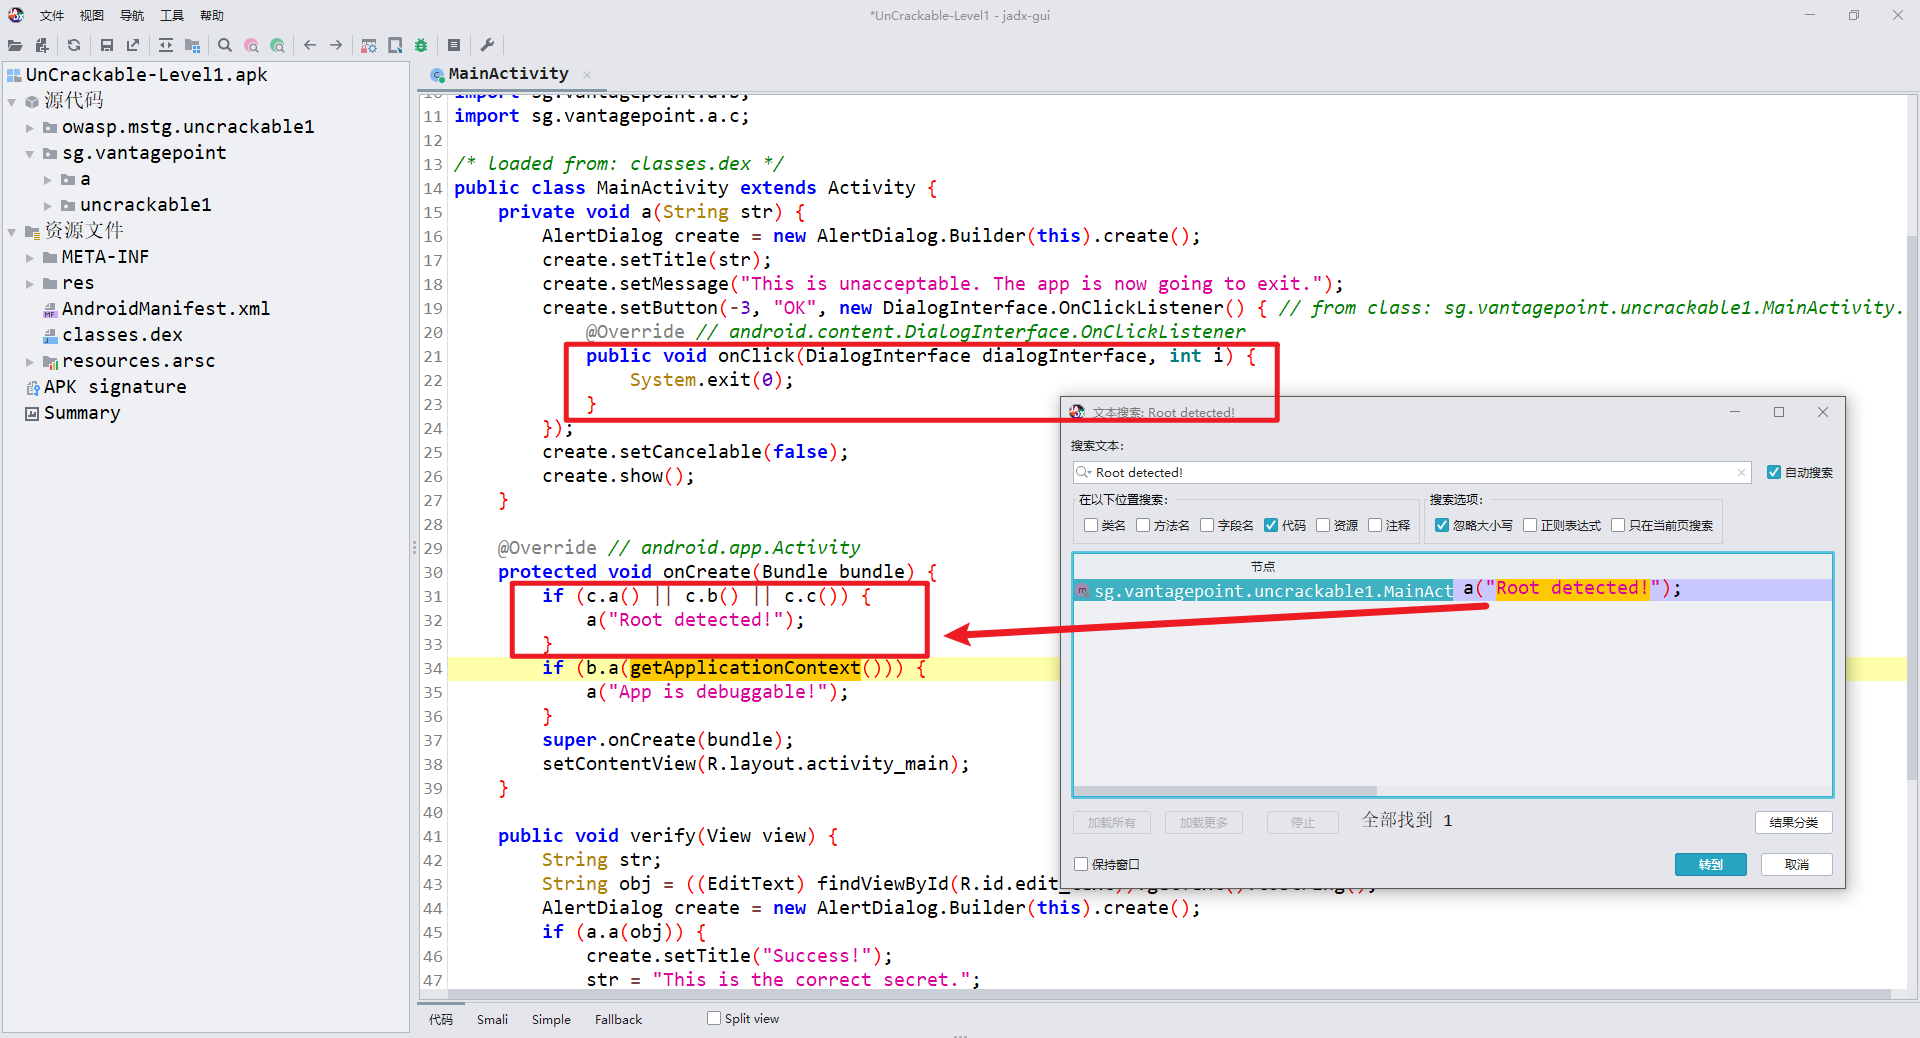 文件 视图 导航 工具 帮助
*UnCrackable-Level1 - jadx-gui
UnCrackable-Level1.apk
源代码
owasp.mstg.uncrackable1
sg.vantagepoint
a
uncrackable1
资源文件
META-INF
res
AndroidManifest.xml
classes.dex
resources.arsc
APK signature
Summary
MainActivity
10 import sg.vantagepoint.a.b;
11 import sg.vantagepoint.a.c;
12
13 /* loaded from: classes.dex */
14 public class MainActivity extends Activity {
15 private void a(String str) {
16 AlertDialog create = new AlertDialog.Builder(this).create();
17 create.setTitle(str);
18 create.setMessage("This is unacceptable. The app is now going to exit.");
19 create.setButton(-3, "OK", new DialogInterface.OnClickListener() { // from class: sg.vantagepoint.uncrackable1.MainActivity.
20 @Override // android.content.DialogInterface.OnClickListener
21 public void onClick(DialogInterface dialogInterface, int i) {
22 System.exit(0);
23 }
24 });
25 create.setCancelable(false);
26 create.show();
27 }
28
29 @Override // android.app.Activity
30 protected void onCreate(Bundle bundle) {
31 if (c.a() || c.b() || c.c()) {
32 a("Root detected!");
33 }
34 if (b.a(getApplicationContext())) {
35 a("App is debuggable!");
36 }
37 super.onCreate(bundle);
38 setContentView(R.layout.activity_main);
39 }
40
41 public void verify(View view) {
42 String str;
43 String obj = ((EditText) findViewById(R.id.edit_
44 AlertDialog create = new AlertDialog.Builder(this).create();
45 if (a.a(obj)) {
46 create.setTitle("Success!");
47 str = "This is the correct secret.";
代码 Smali Simple Fallback Split view
文本搜索: Root detected!
搜索文本:
Root detected!
自动搜索
在以下位置搜索:
类名 方法名 字段名 代码 资源 注释
搜索选项:
忽略大小写 正则表达式 只在当前页搜索
节点
sg.vantagepoint.uncrackable1.MainAct a("Root detected!");
加载所有 加载更多 停止 全部找到 1 结果分类
保持窗口 转到 取消